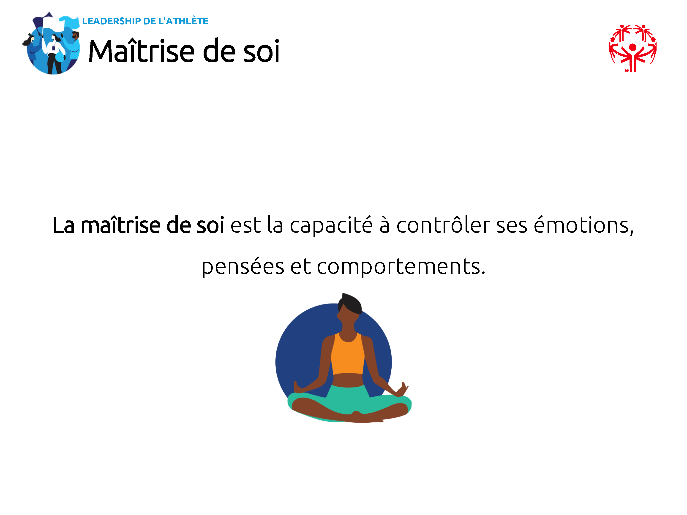 LEADERSHIP DE L'ATHLÈTE
Maîtrise de soi
La maîtrise de soi est la capacité à contrôler ses émotions,
pensées et comportements.